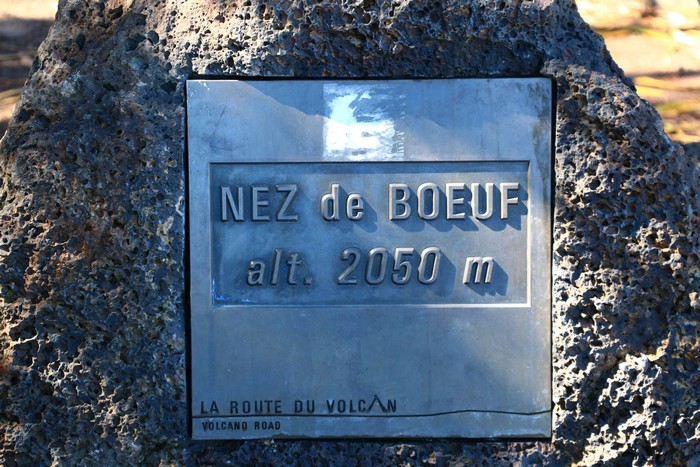 NEZ de BOEUF
alt. 2050 m
LA ROUTE DU VOLCAN
VOLCANO ROAD